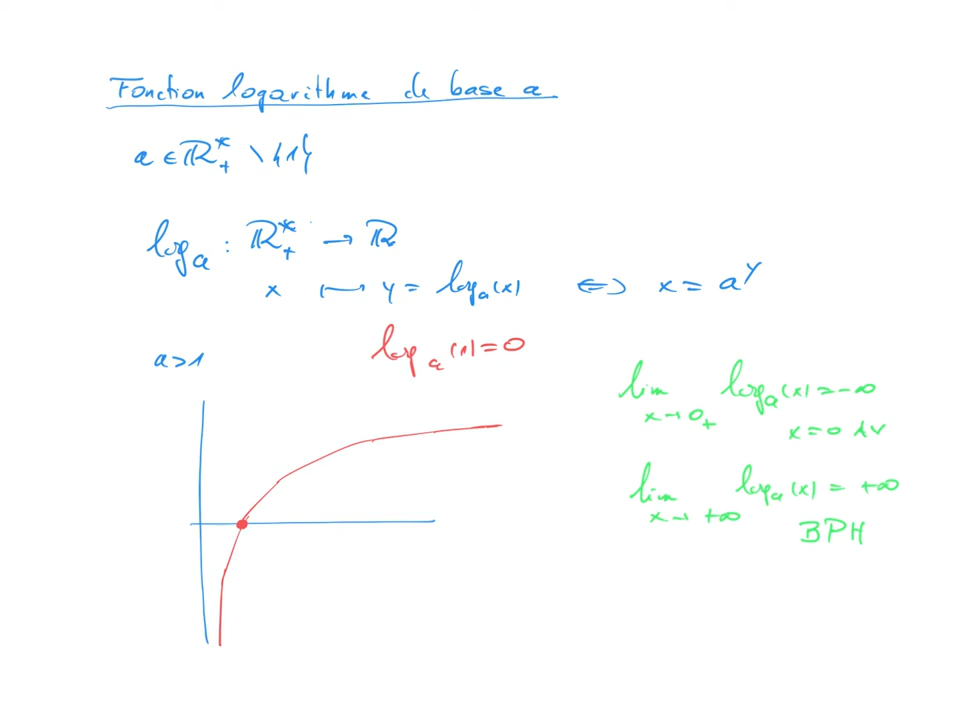 Fonction logarithme de base a
a ∈ ℝ₊* \ {1}
logₐ : ℝ₊* → ℝ
x ⟼ y = logₐ(x) ⇔ x = a^y
logₐ(1) = 0
a > 1
lim x→0₊ logₐ(x) = -∞
x = 0 AV
lim x→+∞ logₐ(x) = +∞
BPH